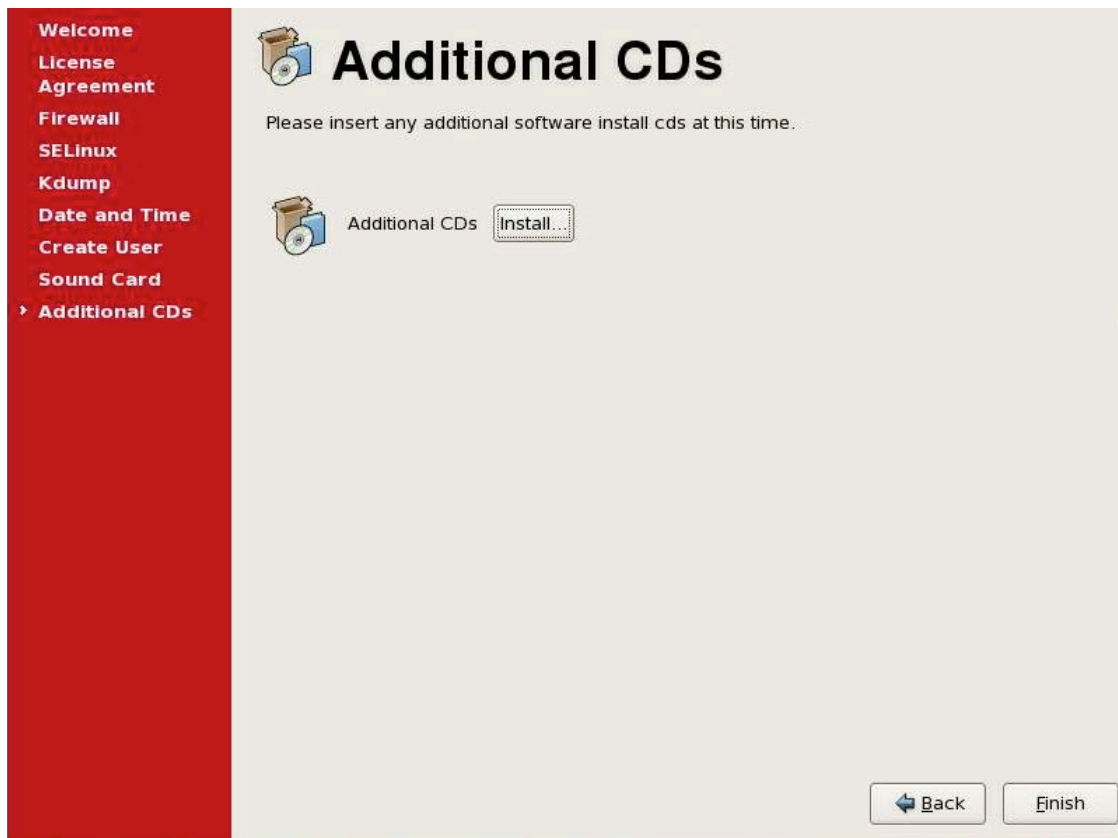 Welcome
License
Agreement
Firewall
SELinux
Kdump
Date and Time
Create User
Sound Card
Additional CDs
Additional CDs
Please insert any additional software install cds at this time.
Additional CDs Install...
Back Finish